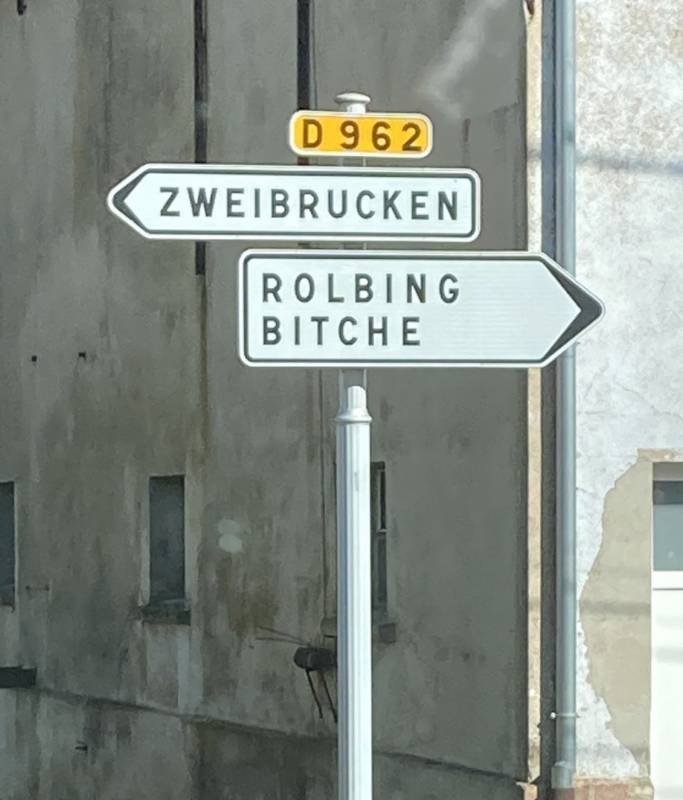 D 962
ZWEIBRUCKEN
ROLBING
BITCHE